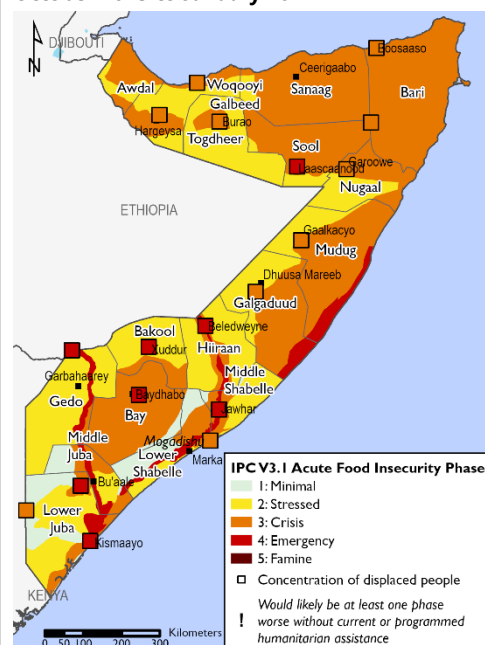 N
DJIBOUTI
Boosaaso
Ceerigaabo
Awdal
Woqooyi
Galbeed
Sanaag
Bari
Hargeysa
Burao
Togdheer
Sool
Laascaanood
Garoowe
Nugaal
ETHIOPIA
Gaalkacyo
Mudug
Dhuusa Mareeb
Galgaduud
Bakool
Beledweyne
Xuddur
Hiiraan
Garbahaarey
Gedo
Baydhabo
Bay
Middle
Shabelle
Jawhar
Middle
Juba
Mogadishu
Lower
Shabelle
Marka
Bu'aale
Lower
Juba
Kismaayo
KENYA
IPC V3.1 Acute Food Insecurity Phase
1: Minimal
2: Stressed
3: Crisis
4: Emergency
5: Famine
Concentration of displaced people
! Would likely be at least one phase
worse without current or programmed
humanitarian assistance
Kilometers
0 50 100 200 300